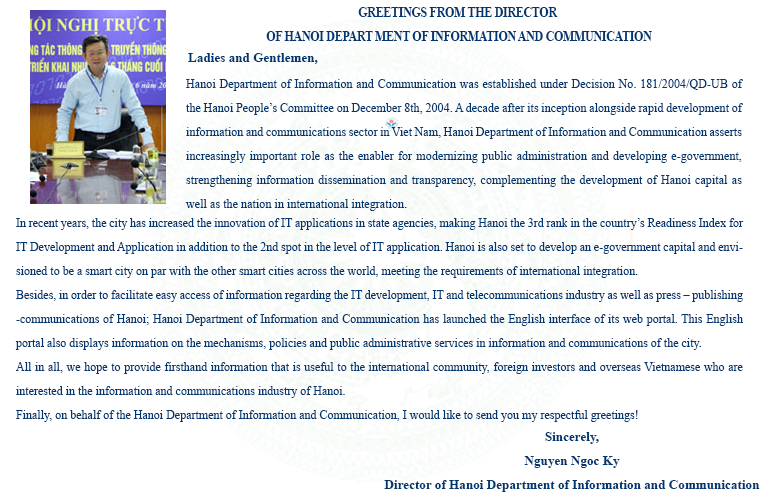 GREETINGS FROM THE DIRECTOR
OF HANOI DEPART MENT OF INFORMATION AND COMMUNICATION
HỘI NGHỊ TRỰC T
NG TÁC THÔNG TRUYỀN THÔNG
TRIỂN KHAI NHI 6 THÁNG CUỐI
Ladies and Gentlemen,
Hanoi Department of Information and Communication was established under Decision No. 181/2004/QD-UB of
the Hanoi People’s Committee on December 8th, 2004. A decade after its inception alongside rapid development of
information and communications sector in Viet Nam, Hanoi Department of Information and Communication asserts
increasingly important role as the enabler for modernizing public administration and developing e-government,
strengthening information dissemination and transparency, complementing the development of Hanoi capital as
well as the nation in international integration.
In recent years, the city has increased the innovation of IT applications in state agencies, making Hanoi the 3rd rank in the country’s Readiness Index for
IT Development and Application in addition to the 2nd spot in the level of IT application. Hanoi is also set to develop an e-government capital and envi-
sioned to be a smart city on par with the other smart cities across the world, meeting the requirements of international integration.
Besides, in order to facilitate easy access of information regarding the IT development, IT and telecommunications industry as well as press – publishing
-communications of Hanoi; Hanoi Department of Information and Communication has launched the English interface of its web portal. This English
portal also displays information on the mechanisms, policies and public administrative services in information and communications of the city.
All in all, we hope to provide firsthand information that is useful to the international community, foreign investors and overseas Vietnamese who are
interested in the information and communications industry of Hanoi.
Finally, on behalf of the Hanoi Department of Information and Communication, I would like to send you my respectful greetings!
Sincerely,
Nguyen Ngoc Ky
Director of Hanoi Department of Information and Communication